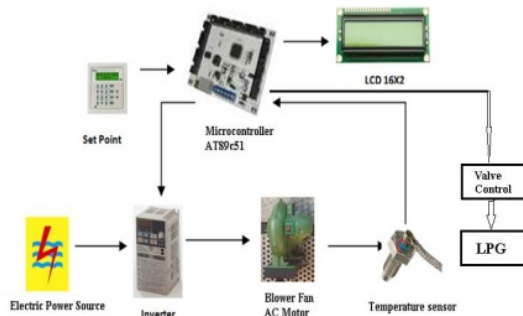 LCD 16X2
Set Point
Microcontroller
AT89c51
Valve
Control
LPG
Electric Power Source
Inverter
Blower Fan
AC Motor
Temperature sensor